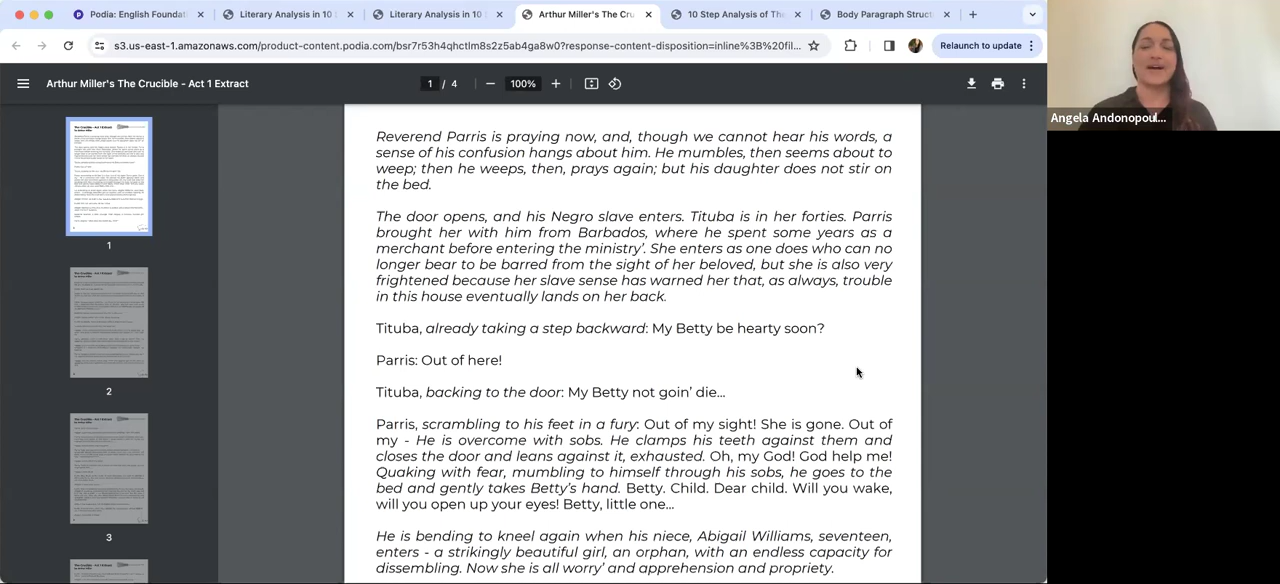 Podia: English Foundati
Literary Analysis in 10
Literary Analysis in 10
Arthur Miller's The Cru
10 Step Analysis of The
Body Paragraph Struct
s3.us-east-1.amazonaws.com/product-content.podia.com/bsr7r53h4qhtm8s2z5ab4ga8w0?response-content-disposition=inline%3B%20fil...
Relaunch to update
Arthur Miller's The Crucible - Act 1 Extract
1 / 4
100%
Angela Andonopoul...
The Crucible - Act 1 Extract
by Arthur Miller
1
2
3
Reverend Parris is praying now, and, though we cannot hear his words, a
sense of his confusion hangs about him. He mumbles, then seems about to
weep; then he weeps, then prays again; but his daughter does not stir on
the bed.
The door opens, and his Negro slave enters. Tituba is in her forties. Parris
brought her with him from Barbados, where he spent some years as a
merchant before entering the ministry'. She enters as one does who can no
longer bear to be barred from the sight of her beloved, but she is also very
frightened because her slave sense has warned her that, as always, trouble
in this house eventually lands on her back.
Tituba, already taking a step backward: My Betty be hearty soon?
Parris: Out of here!
Tituba, backing to the door: My Betty not goin' die...
Parris, scrambling to his feet in a fury: Out of my sight! She is gone. Out of
my - He is overcome with sobs. He clamps his teeth against them and
closes the door and leans against it, exhausted. Oh, my God! God help me!
Quaking with fear, mumbling to himself through his sobs, he goes to the
bed and gently takes Betty's hand. Betty. Child. Dear child. Will you wake,
will you open up your eyes! Betty, little one...
He is bending to kneel again when his niece, Abigail Williams, seventeen,
enters - a strikingly beautiful girl, an orphan, with an endless capacity for
dissembling. Now she is all worry' and apprehension and propriety.